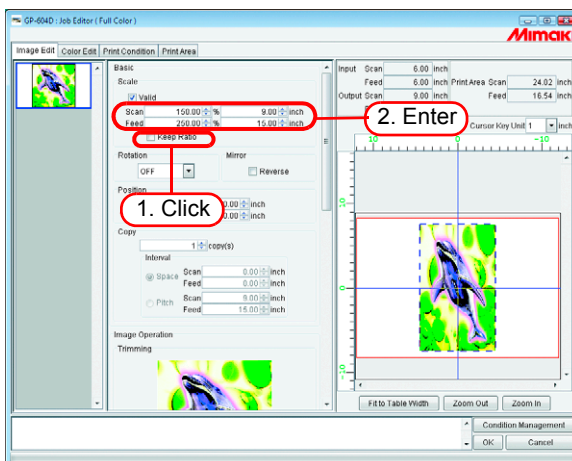 GP-604D : Job Editor ( Full Color )
Mimaki
Image Edit Color Edit Print Condition Print Area
Basic
Scale
Valid
Scan 150.00 % 9.00 inch
Feed 250.00 % 15.00 inch
Keep Ratio
2. Enter
Rotation Mirror
OFF Reverse
Position
1. Click
0.00 inch
0.00 inch
Copy
1 copy(s)
Interval
Space Scan 0.00 inch
Feed 0.00 inch
Pitch Scan 9.00 inch
Feed 15.00 inch
Image Operation
Trimming
Input Scan 6.00 inch
Feed 6.00 inch Print Area Scan 24.02 inch
Output Scan 9.00 inch Feed 16.54 inch
Cursor Key Unit 1 inch
10 0 -10
0
-10
Fit to Table Width Zoom Out Zoom In
Condition Management
OK Cancel